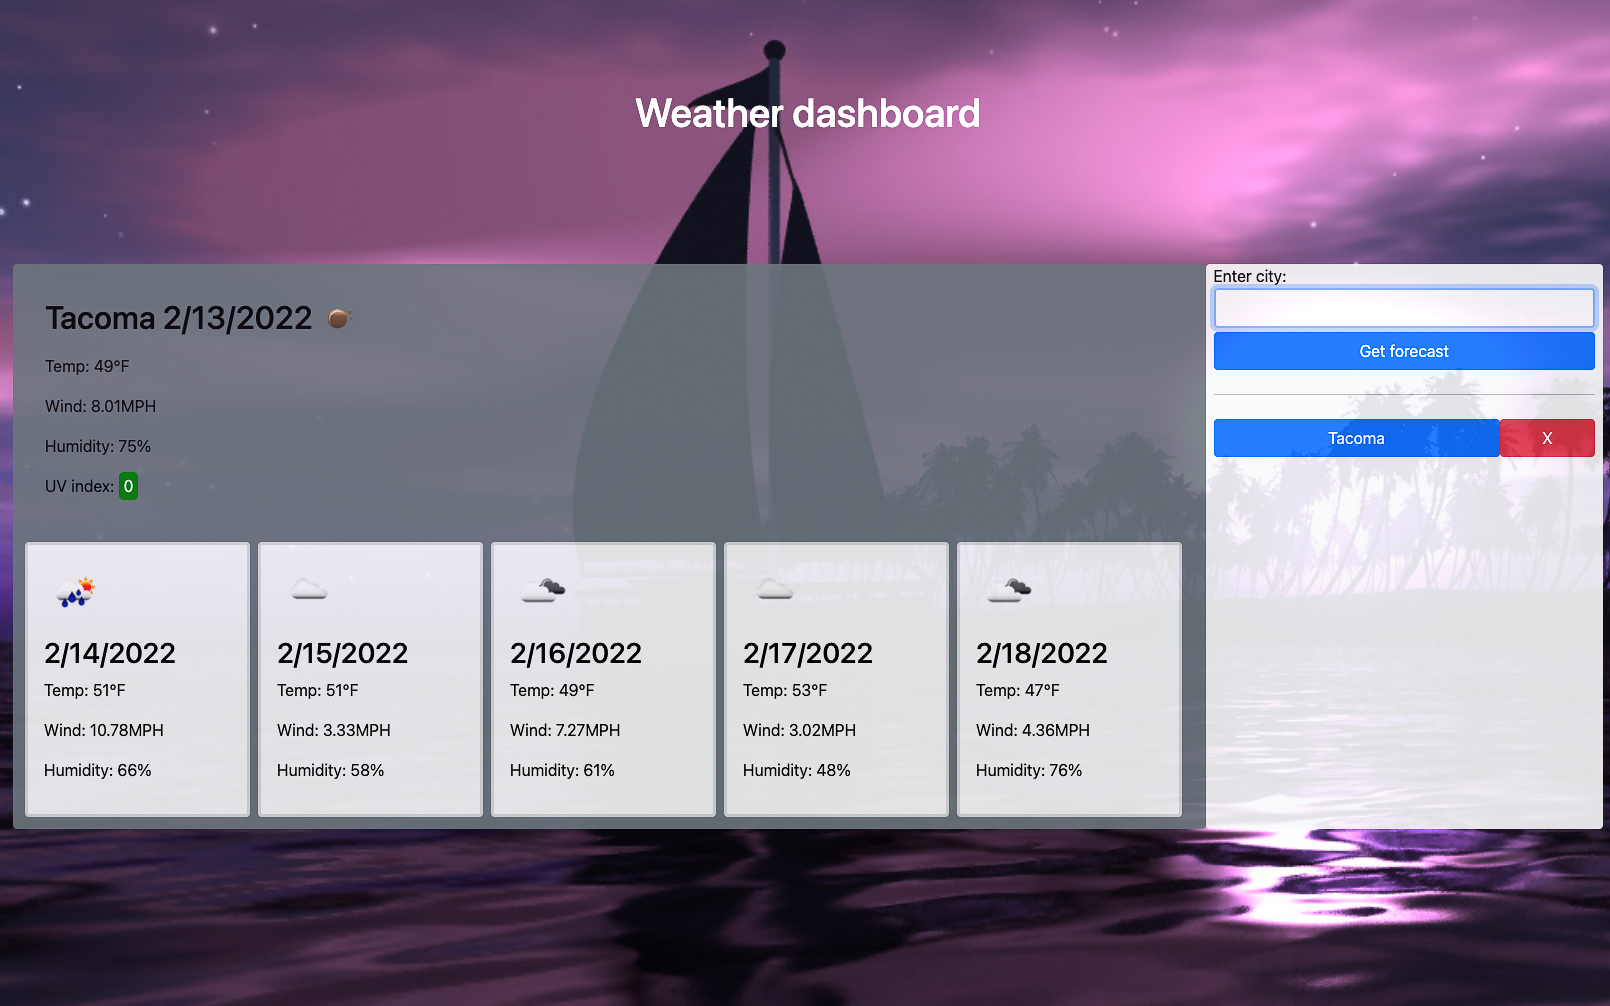 Weather dashboard
Tacoma 2/13/2022
Temp: 49°F
Wind: 8.01MPH
Humidity: 75%
UV index: 0
2/14/2022
Temp: 51°F
Wind: 10.78MPH
Humidity: 66%
2/15/2022
Temp: 51°F
Wind: 3.33MPH
Humidity: 58%
2/16/2022
Temp: 49°F
Wind: 7.27MPH
Humidity: 61%
2/17/2022
Temp: 53°F
Wind: 3.02MPH
Humidity: 48%
2/18/2022
Temp: 47°F
Wind: 4.36MPH
Humidity: 76%
Enter city:
Get forecast
Tacoma X